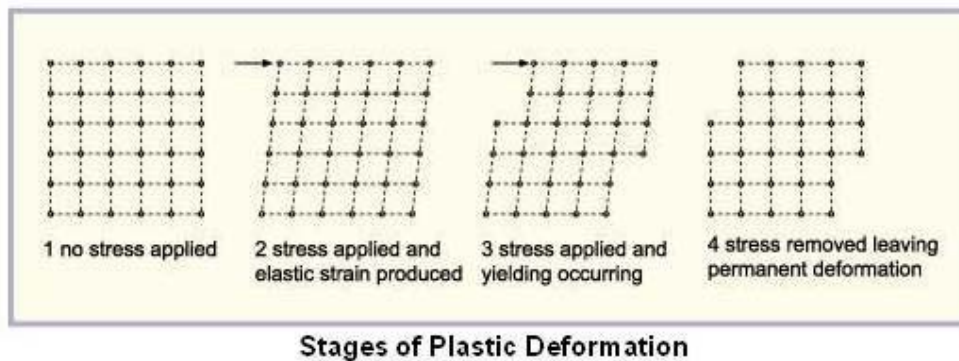 1 no stress applied
2 stress applied and
elastic strain produced
3 stress applied and
yielding occurring
4 stress removed leaving
permanent deformation
Stages of Plastic Deformation